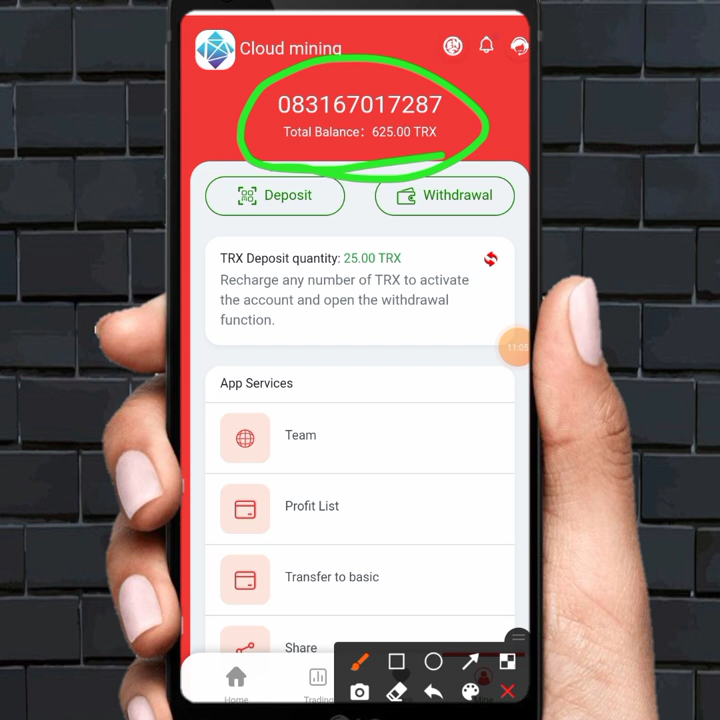 Cloud mining
083167017287
Total Balance: 625.00 TRX
Deposit
Withdrawal
TRX Deposit quantity: 25.00 TRX
Recharge any number of TRX to activate
the account and open the withdrawal
function.
11:05
App Services
Team
Profit List
Transfer to basic
Share
Home
Trading